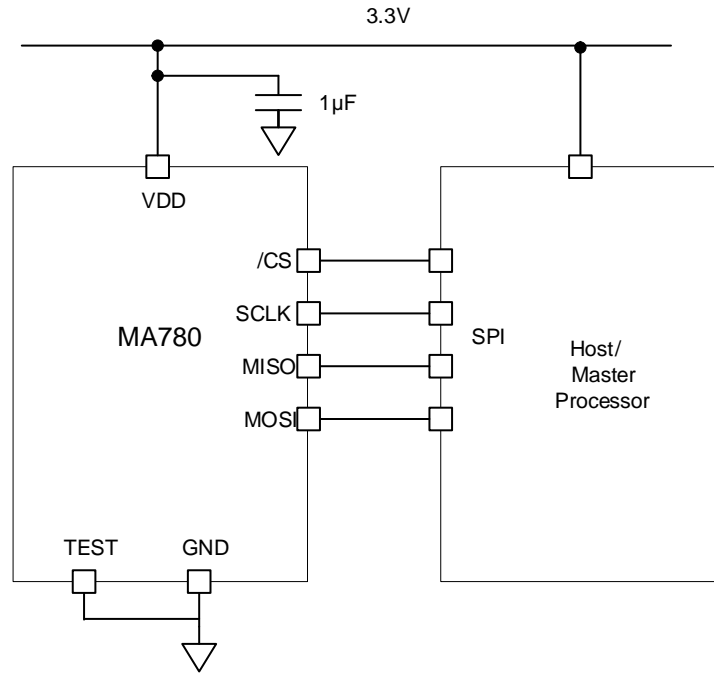 3.3V
1µF
VDD
/CS
SCLK
SPI
MA780
Host/
MISO
Master
Processor
MOSI
TEST
GND